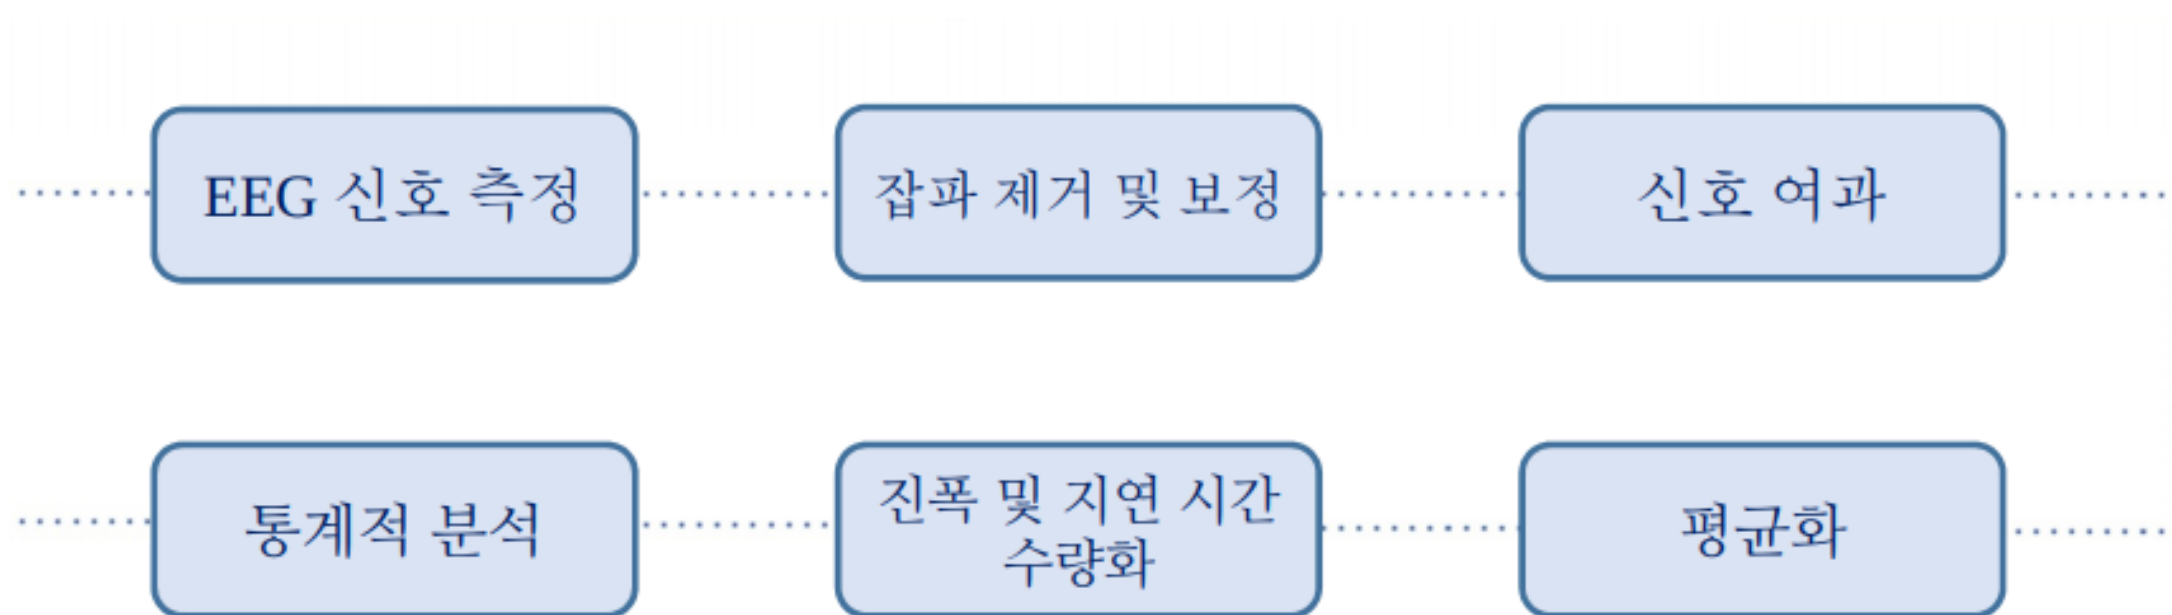 EEG 신호 측정
잡파 제거 및 보정
신호 여과
통계적 분석
진폭 및 지연 시간
수량화
평균화